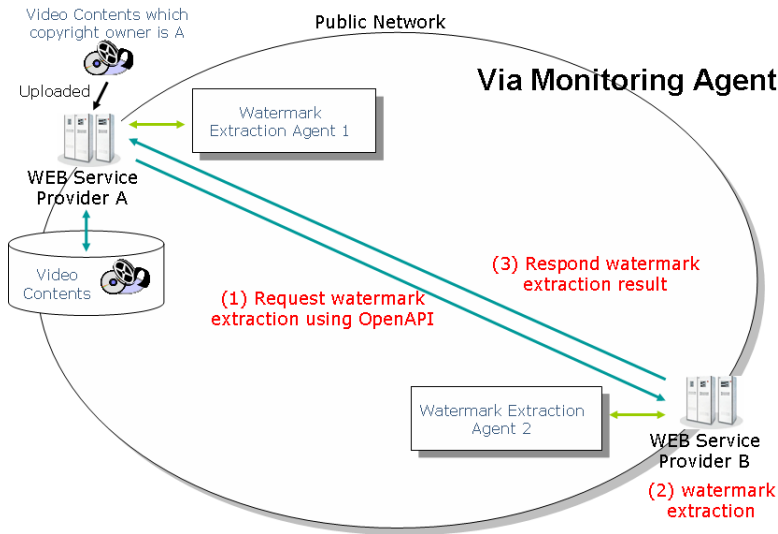 Video Contents which
copyright owner is A
Public Network
Via Monitoring Agent
Uploaded
Watermark
Extraction Agent 1
WEB Service
Provider A
Video
Contents
(1) Request watermark
extraction using OpenAPI
(3) Respond watermark
extraction result
Watermark Extraction
Agent 2
WEB Service
Provider B
(2) watermark
extraction